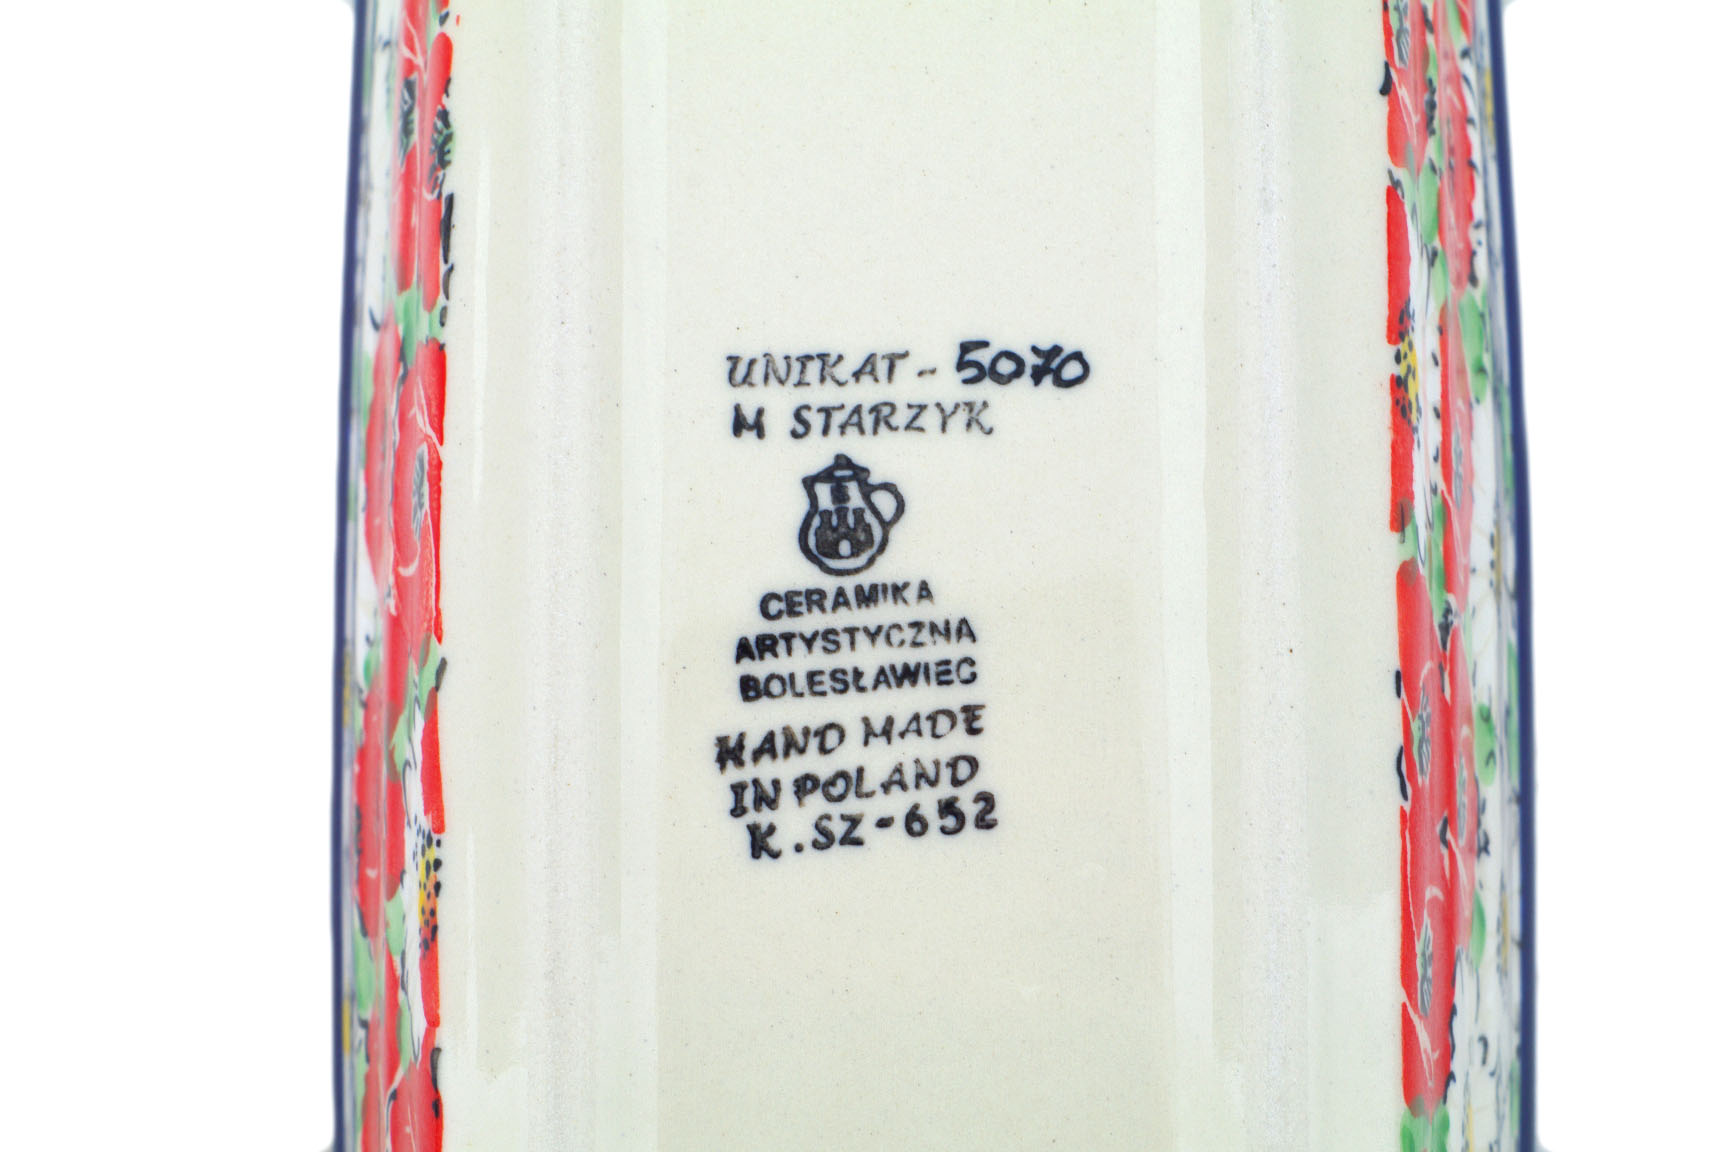 UNIKAT - 5070
M STARZYK
B
CERAMIKA
ARTYSTYCZNA
BOLESŁAWIEC
HAND MADE
IN POLAND
K.SZ-652